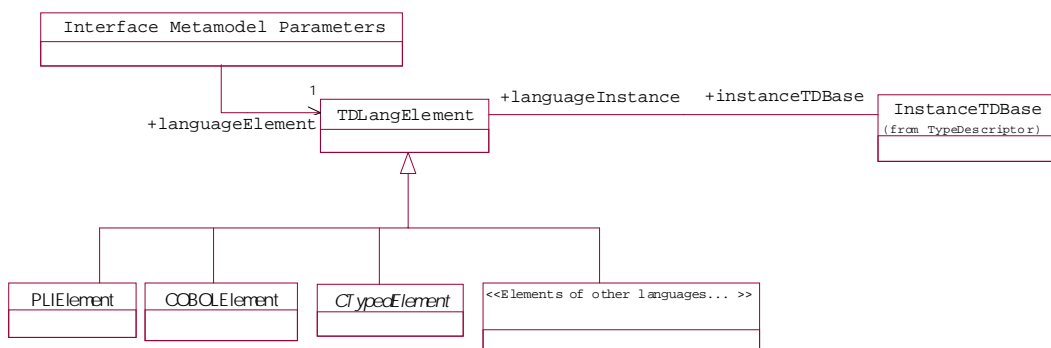 Interface Metamodel Parameters
1
+languageElement
TDLangElement
+languageInstance
+instanceTDBase
InstanceTDBase
(from TypeDescriptor)
PLIElement
COBOLElement
CTypedElement
<<Elements of other languages... >>